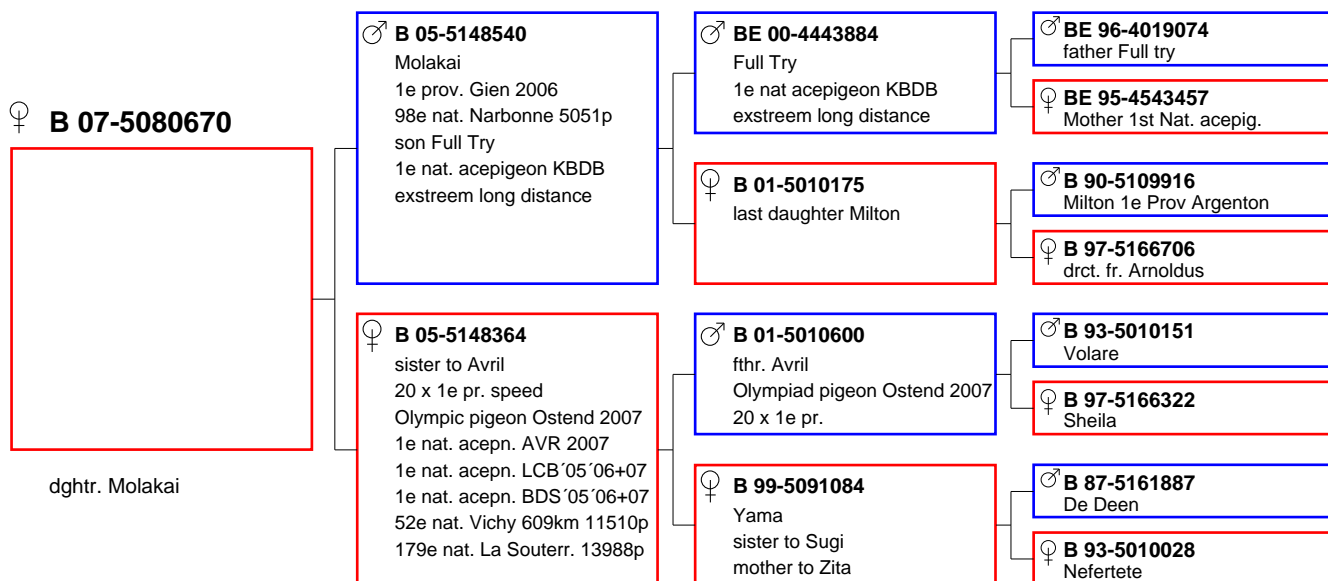 B 07-5080670
dghtr. Molakai
B 05-5148540
Molakai
1e prov. Gien 2006
98e nat. Narbonne 5051p
son Full Try
1e nat. acepigeon KBDB
exstreem long distance
B 05-5148364
sister to Avril
20 x 1e pr. speed
Olympic pigeon Ostend 2007
1e nat. acepn. AVR 2007
1e nat. acepn. LCB´05´06+07
1e nat. acepn. BDS´05´06+07
52e nat. Vichy 609km 11510p
179e nat. La Souterr. 13988p
BE 00-4443884
Full Try
1e nat acepigeon KBDB
exstreem long distance
B 01-5010175
last daughter Milton
B 01-5010600
fthr. Avril
Olympiad pigeon Ostend 2007
20 x 1e pr.
B 99-5091084
Yama
sister to Sugi
mother to Zita
BE 96-4019074
father Full try
BE 95-4543457
Mother 1st Nat. acepig.
B 90-5109916
Milton 1e Prov Argenton
B 97-5166706
drct. fr. Arnoldus
B 93-5010151
Volare
B 97-5166322
Sheila
B 87-5161887
De Deen
B 93-5010028
Nefertete